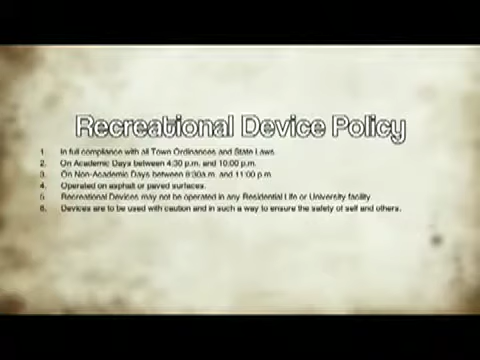 Recreational Device Policy
1. In full compliance with all Town Ordinances and State Laws.
2. On Academic Days between 4:30 p.m. and 10:00 p.m.
3. On Non-Academic Days between 8:30a.m. and 11:00 p.m.
4. Operated on asphalt or paved surfaces.
5. Recreational Devices may not be operated in any Residential Life or University facility.
6. Devices are to be used with caution and in such a way to ensure the safety of self and others.